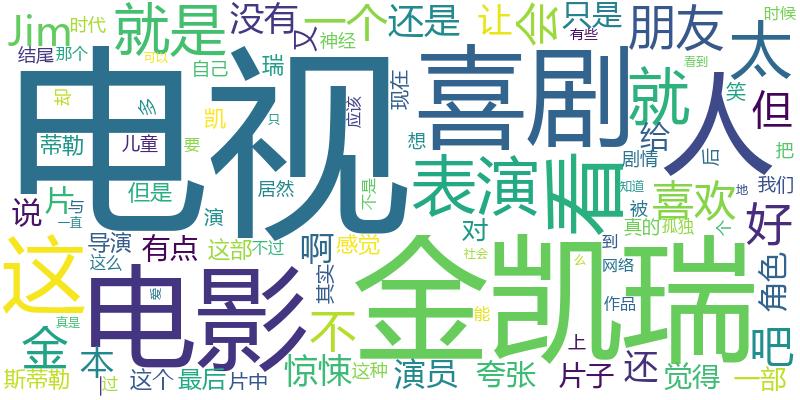 Jim
时代
就是
没有
又
一个
还是
让
会
只是
有些
朋友
太
时候
结尾
那个
可以
自己
瑞
神经
现在
看到
却
多
凯
应该
只
喜剧
就
笑
但
电视
人
蒂勒
儿童
要
想
给
后
把
表演
看
剧情
但是
居然
不是
知道
地
我们
片
与
一直
说
演
被
喜欢
好
对
真的
孤独
个
导演
有点
这部
不过
啊
感觉
到
这么
其实
社会
么
网络
角色
这
电影
金凯瑞
爱
作品
真是
能
吧
金
本
不
上
还
斯蒂勒
过
这个
最后
片中
惊悚
这种
演员
夸张
片子
觉得
一部